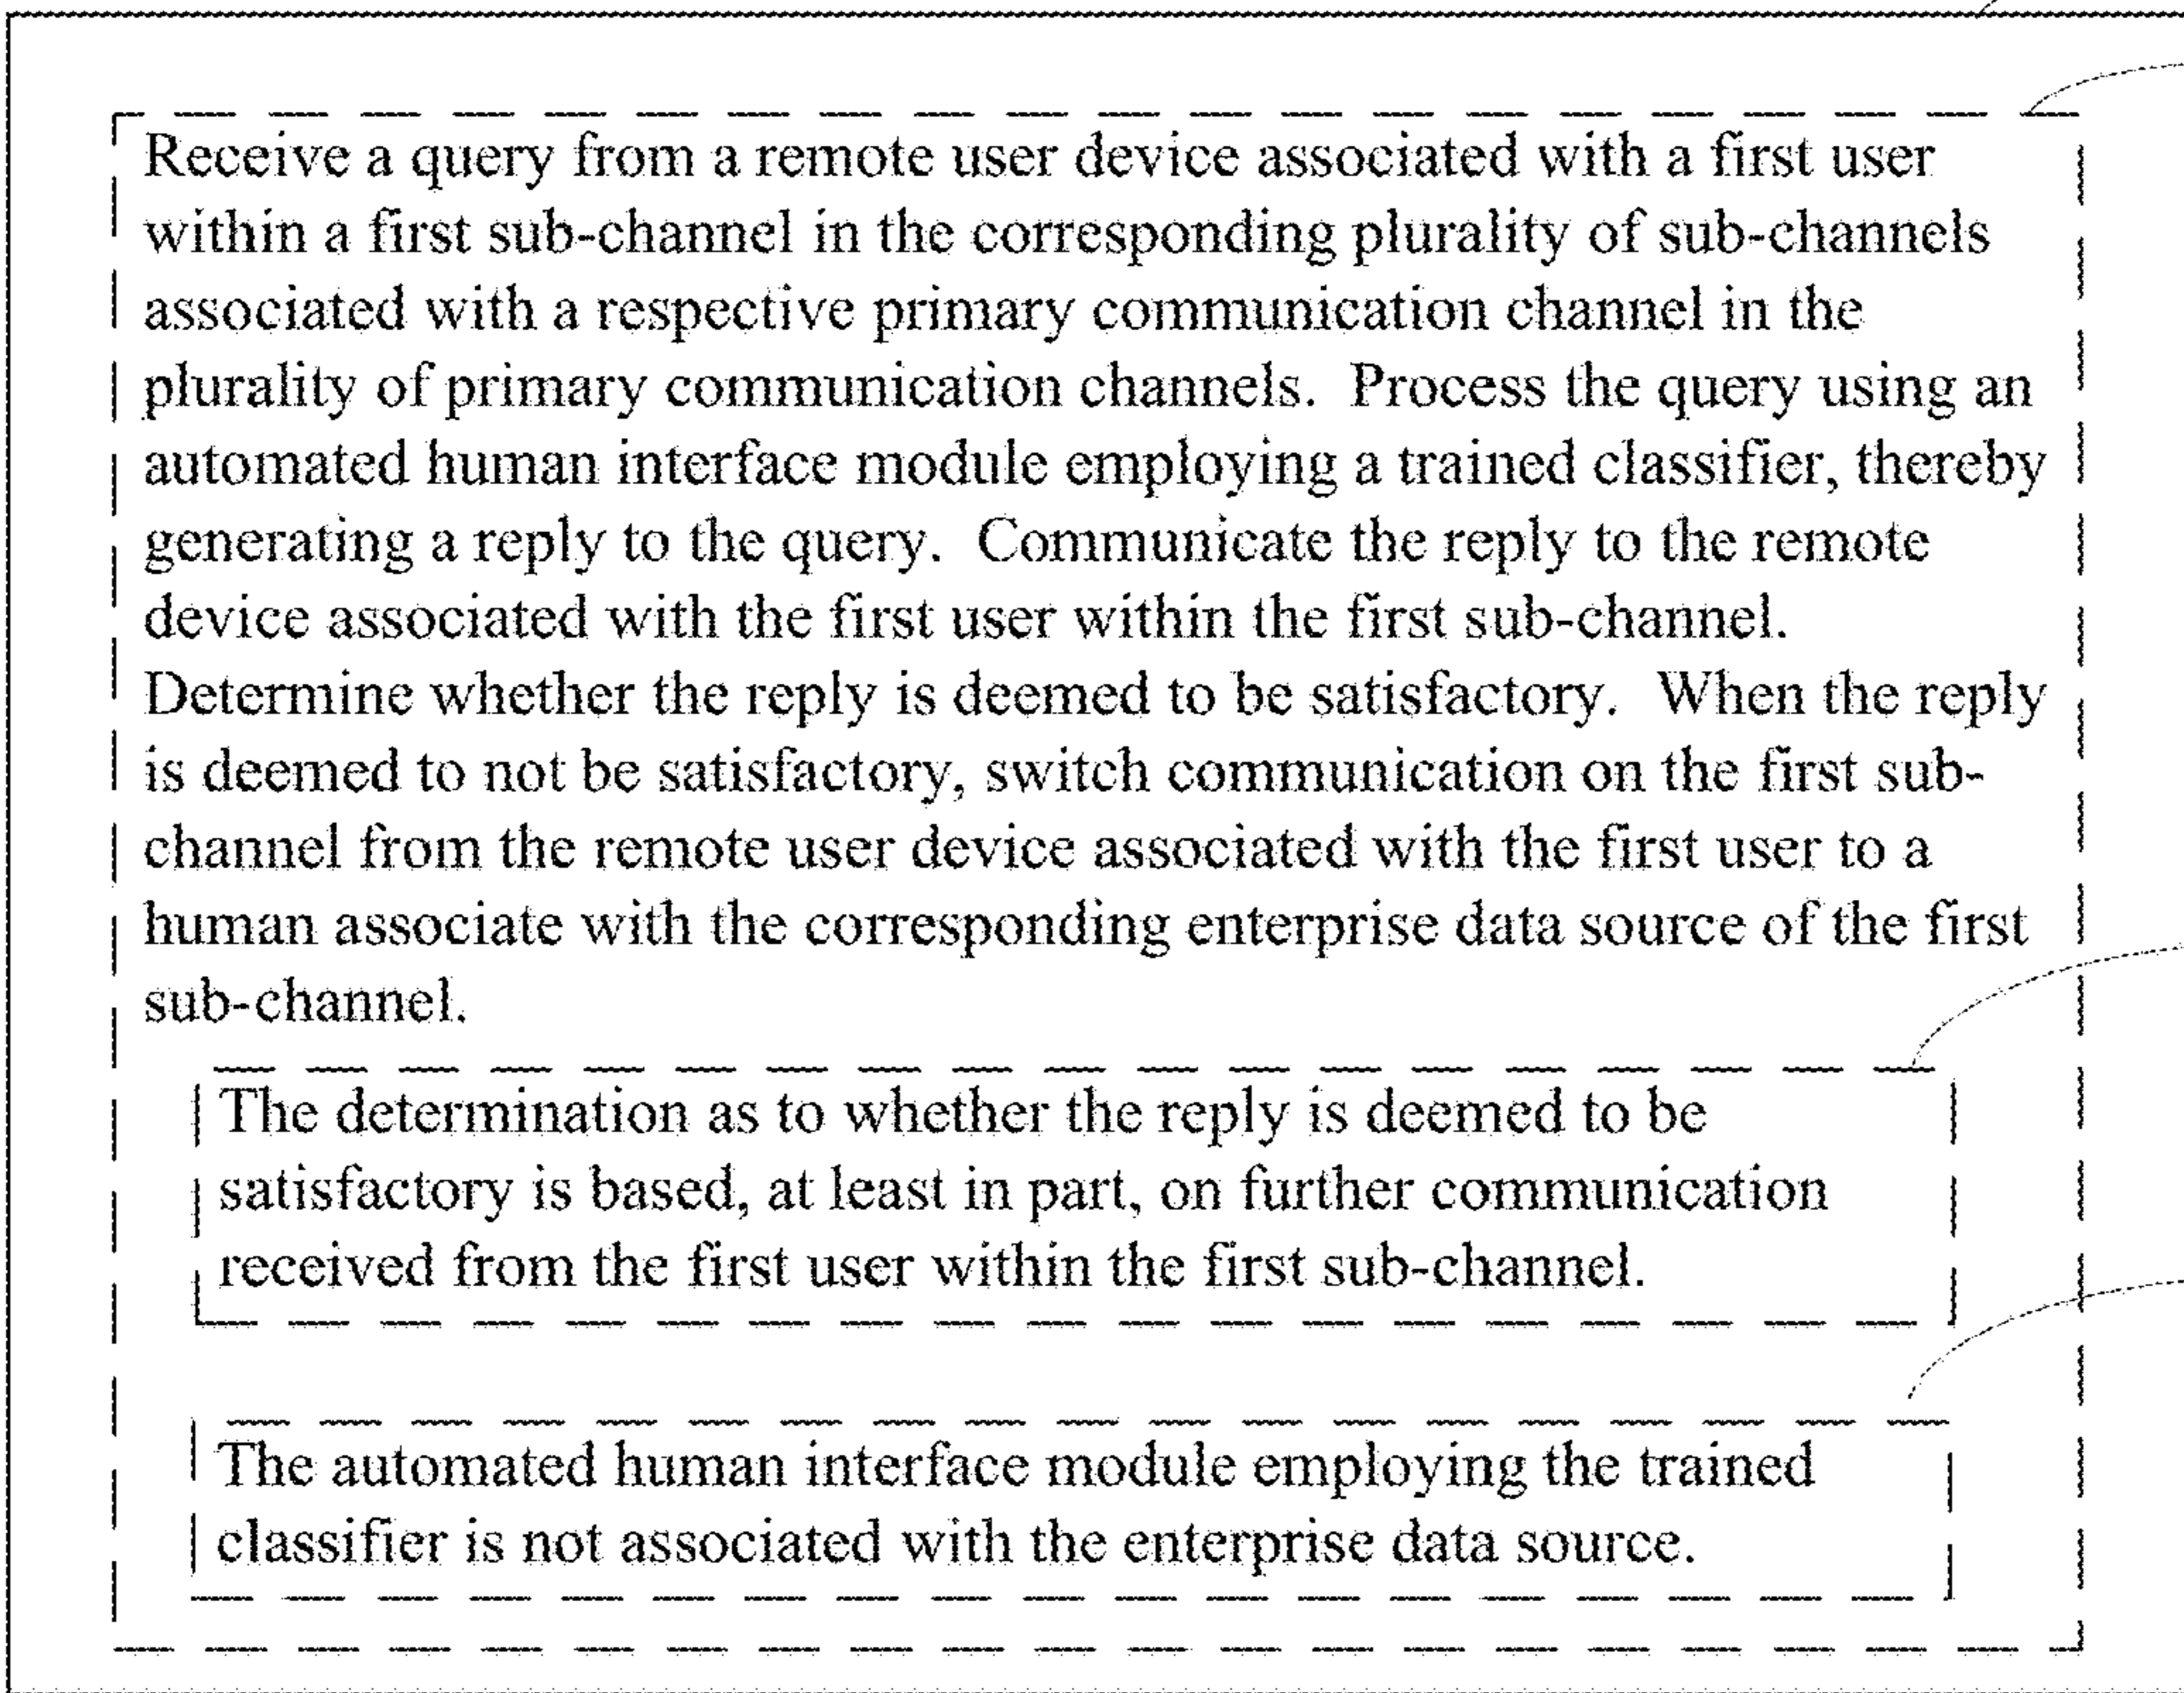 Receive a query from a remote user device associated with a first user
within a first sub-channel in the corresponding plurality of sub-channels
associated with a respective primary communication channel in the
plurality of primary communication channels.  Process the query using an
automated human interface module employing a trained classifier, thereby
generating a reply to the query.  Communicate the reply to the remote
device associated with the first user within the first sub-channel.
Determine whether the reply is deemed to be satisfactory.  When the reply
is deemed to not be satisfactory, switch communication on the first sub-
channel from the remote user device associated with the first user to a
human associate with the corresponding enterprise data source of the first
sub-channel.
The determination as to whether the reply is deemed to be
satisfactory is based, at least in part, on further communication
received from the first user within the first sub-channel.
The automated human interface module employing the trained
classifier is not associated with the enterprise data source.